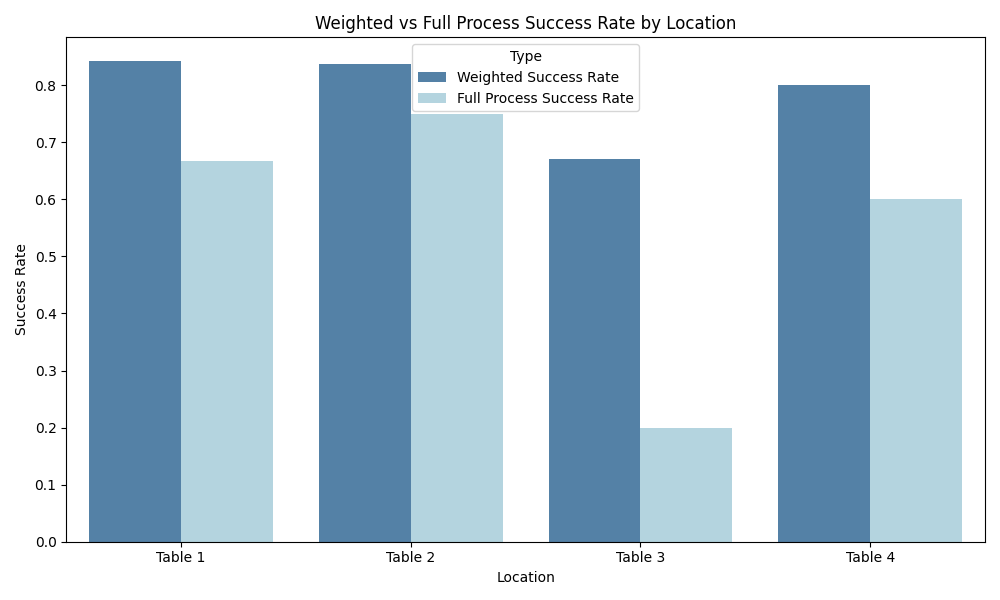 Weighted vs Full Process Success Rate by Location
Type
Weighted Success Rate
Full Process Success Rate
Success Rate
0.8
0.7
0.6
0.5
0.4
0.3
0.2
0.1
0.0
Table 1
Table 2
Table 3
Table 4
Location